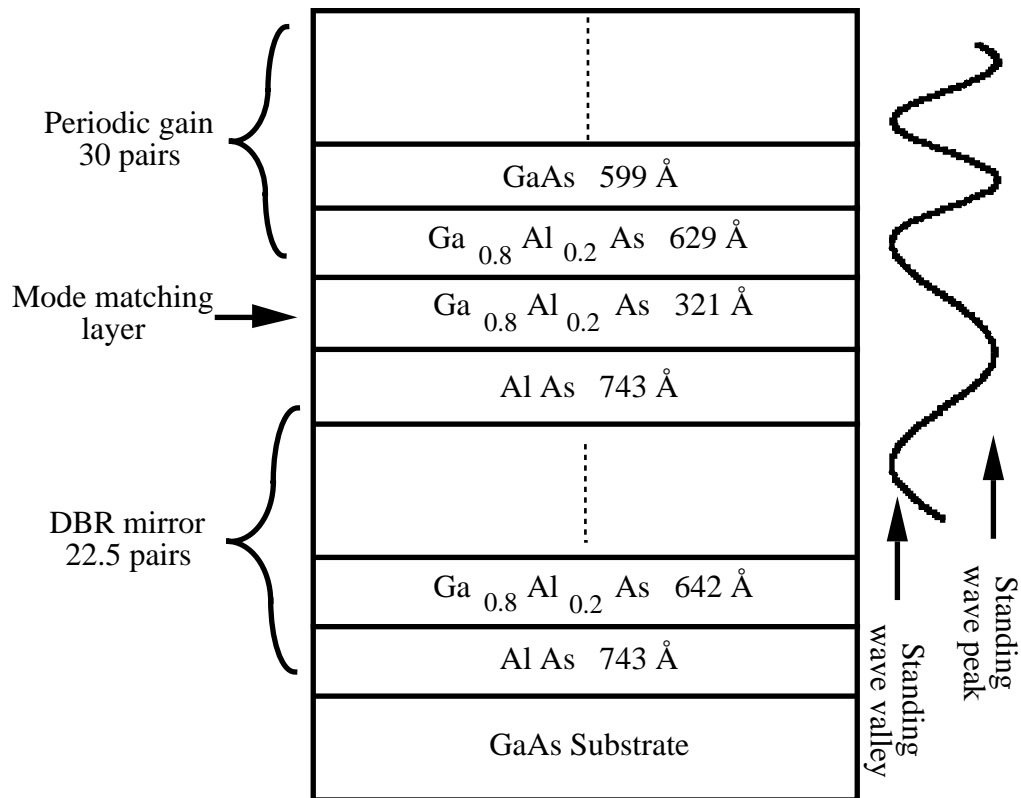 Periodic gain
30 pairs
GaAs 599 Å
Ga 0.8 Al 0.2 As 629 Å
Mode matching
layer
Ga 0.8 Al 0.2 As 321 Å
Al As 743 Å
DBR mirror
22.5 pairs
Ga 0.8 Al 0.2 As 642 Å
Al As 743 Å
GaAs Substrate
Standing
wave valley
Standing
wave peak